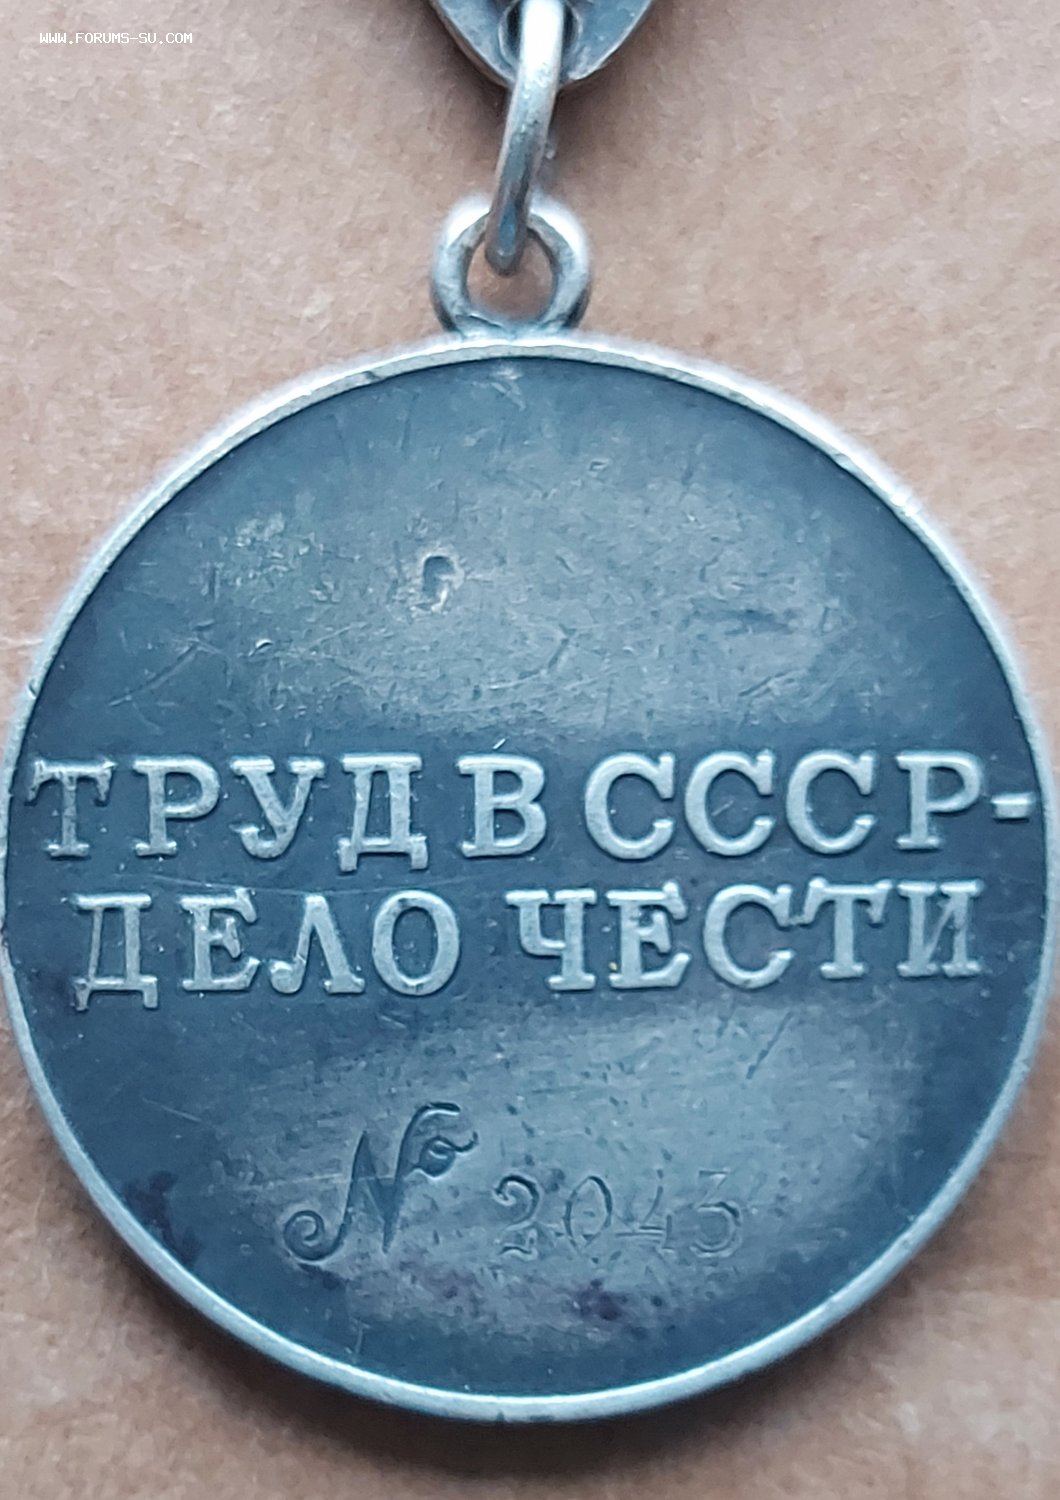 WWW.FORUMS-SU.COM
ТРУД В СССР-
ДЕЛО ЧЕСТИ
№ 2043